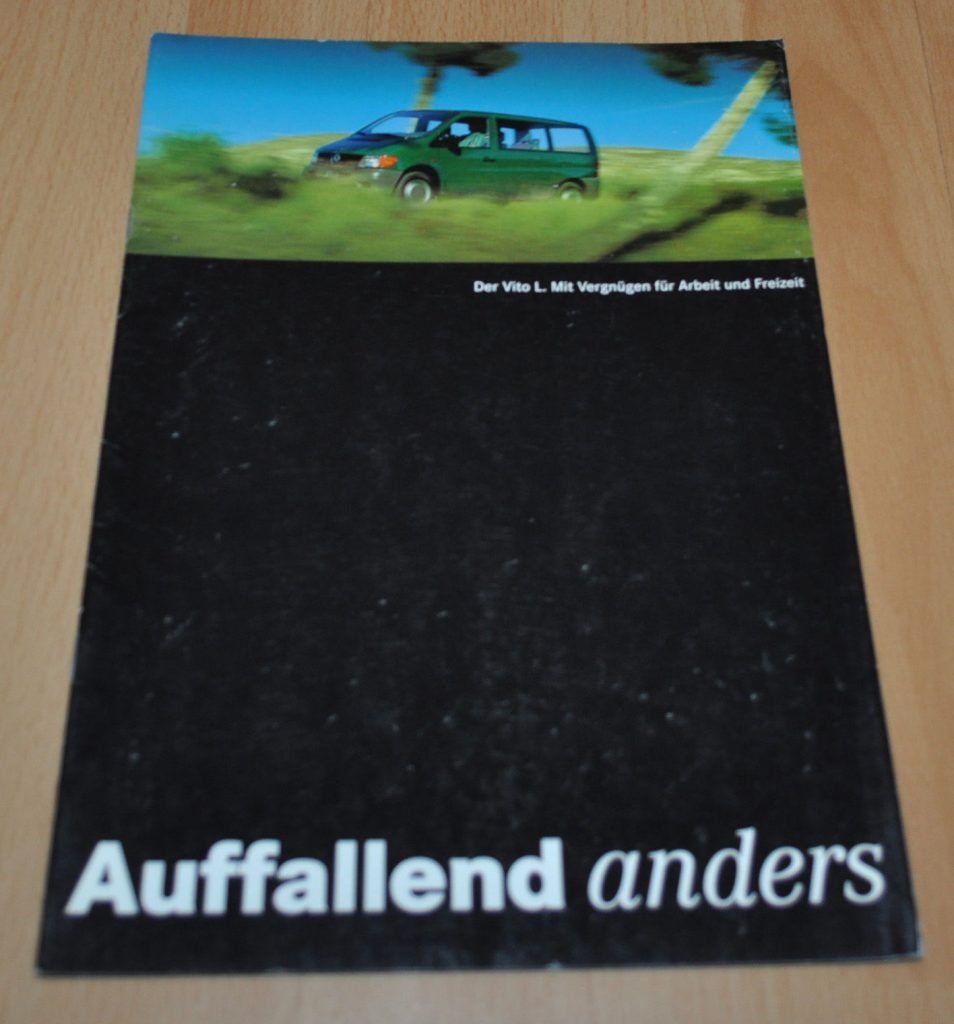 Der Vito L. Mit Vergnügen für Arbeit und Freizeit
Auffallend anders